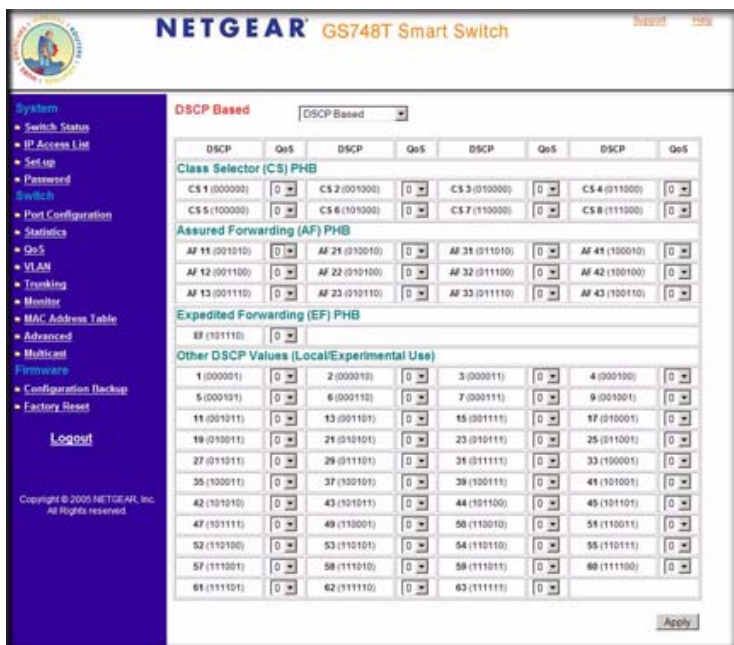 NETGEAR GS748T Smart Switch
Support Help
System
Switch Status
IP Access List
Set up
Password
Switch
Port Configuration
Statistics
QoS
VLAN
Trunking
Monitor
MAC Address Table
Advanced
Multicast
Firmware
Configuration Backup
Factory Reset
Logout
Copyright © 2005 NETGEAR, Inc.
All Rights reserved.
DSCP Based DSCP Based
DSCP QoS DSCP QoS DSCP QoS DSCP QoS
Class Selector (CS) PHB
CS 1 (000000) 0 CS 2 (001000) 0 CS 3 (010000) 0 CS 4 (011000) 0
CS 5 (100000) 0 CS 6 (101000) 0 CS 7 (110000) 0 CS 8 (111000) 0
Assured Forwarding (AF) PHB
AF 11 (001010) 0 AF 21 (010010) 0 AF 31 (011010) 0 AF 41 (100010) 0
AF 12 (001100) 0 AF 22 (010100) 0 AF 32 (011100) 0 AF 42 (100100) 0
AF 13 (001110) 0 AF 23 (010110) 0 AF 33 (011110) 0 AF 43 (100110) 0
Expedited Forwarding (EF) PHB
EF (101110) 0
Other DSCP Values (Local/Experimental Use)
1 (000001) 0 2 (000010) 0 3 (000011) 0 4 (000100) 0
5 (000101) 0 6 (000110) 0 7 (000111) 0 9 (001001) 0
11 (001011) 0 13 (001101) 0 15 (001111) 0 17 (010001) 0
19 (010011) 0 21 (010101) 0 23 (010111) 0 25 (011001) 0
27 (011011) 0 29 (011101) 0 31 (011111) 0 33 (100001) 0
35 (100011) 0 37 (100101) 0 39 (100111) 0 41 (101001) 0
42 (101010) 0 43 (101011) 0 44 (101100) 0 45 (101101) 0
47 (101111) 0 49 (110001) 0 50 (110010) 0 51 (110011) 0
52 (110100) 0 53 (110101) 0 54 (110110) 0 55 (110111) 0
57 (111001) 0 58 (111010) 0 59 (111011) 0 60 (111100) 0
61 (111101) 0 62 (111110) 0 63 (111111) 0
Apply